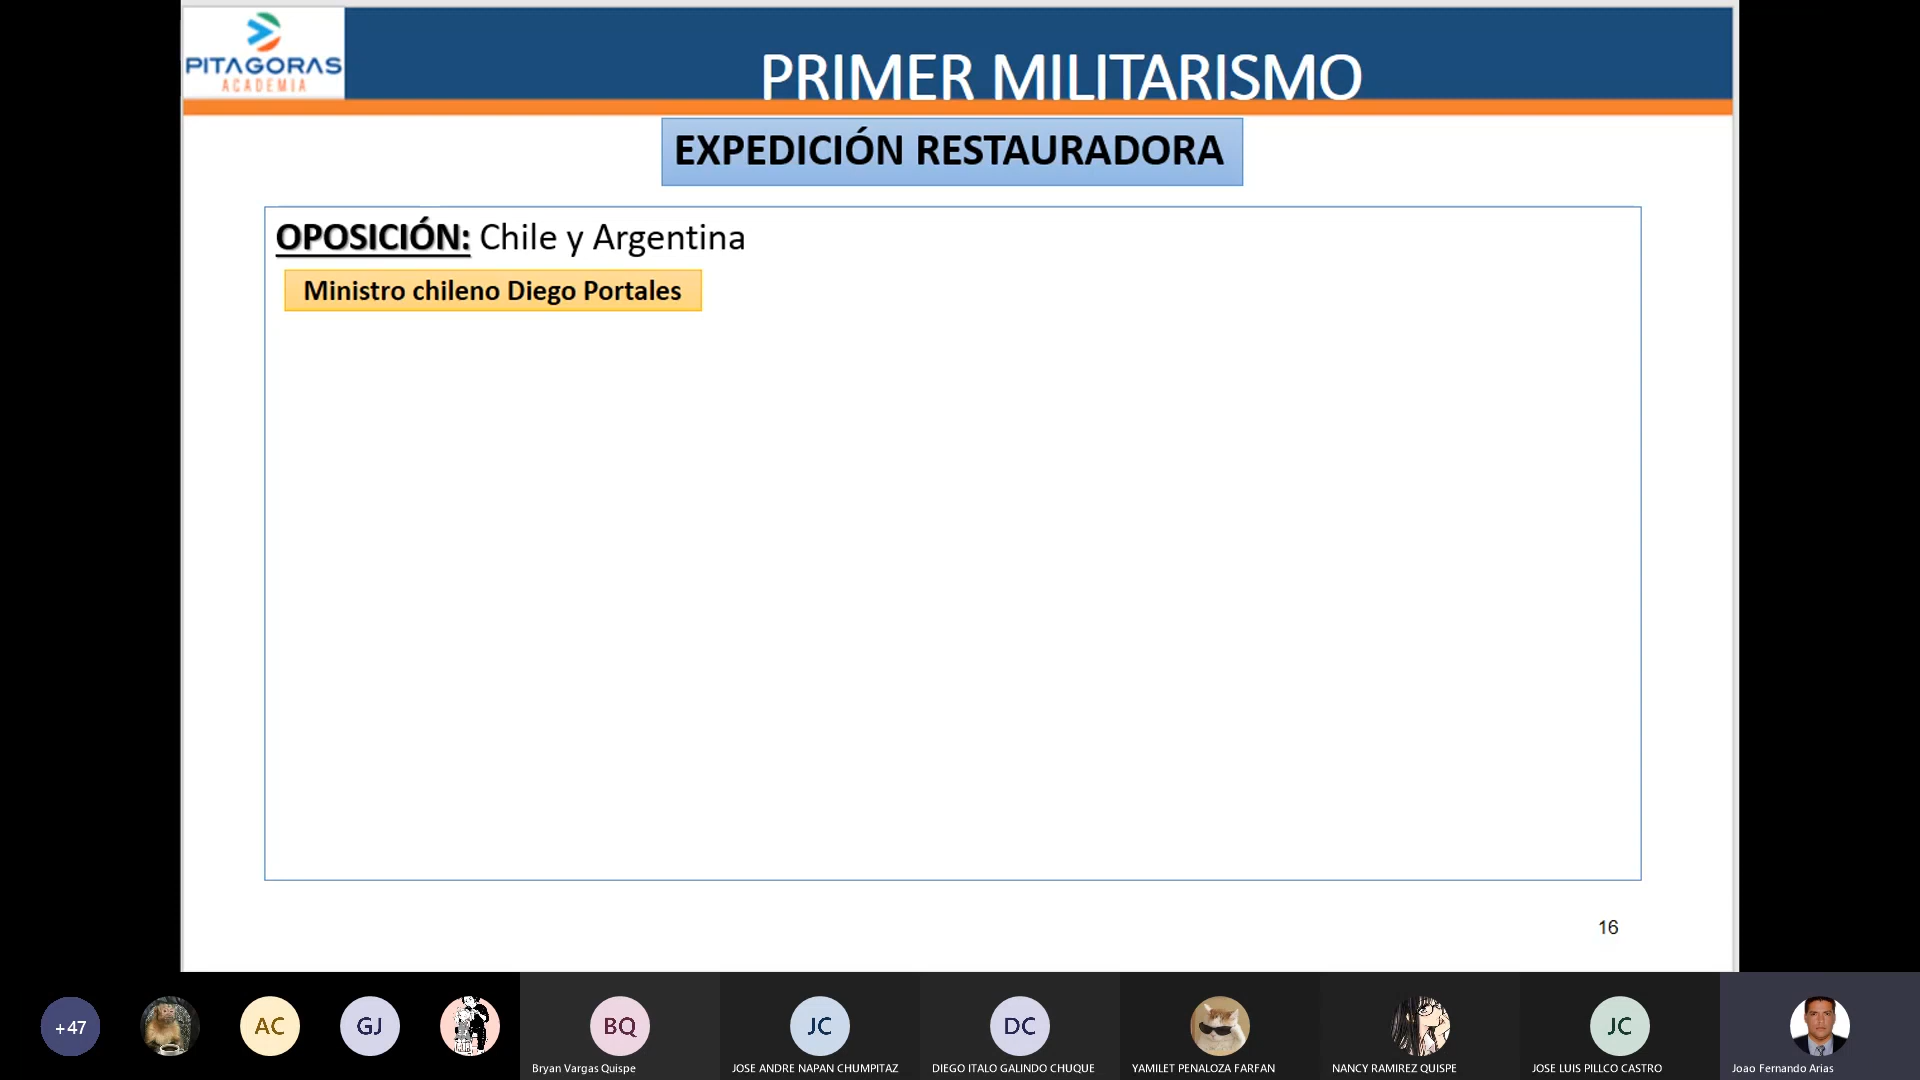 PITAGORAS
ACADEMIA
PRIMER MILITARISMO
EXPEDICIÓN RESTAURADORA
OPOSICIÓN: Chile y Argentina
Ministro chileno Diego Portales
16
+47
AC
GJ
BQ
JC
DC
JC
Bryan Vargas Quispe
JOSE ANDRE NAPAN CHUMPITAZ
DIEGO ITALO GALINDO CHUQUE
YAMILET PENALOZA FARFAN
NANCY RAMIREZ QUISPE
JOSE LUIS PILLCO CASTRO
Joao Fernando Arias